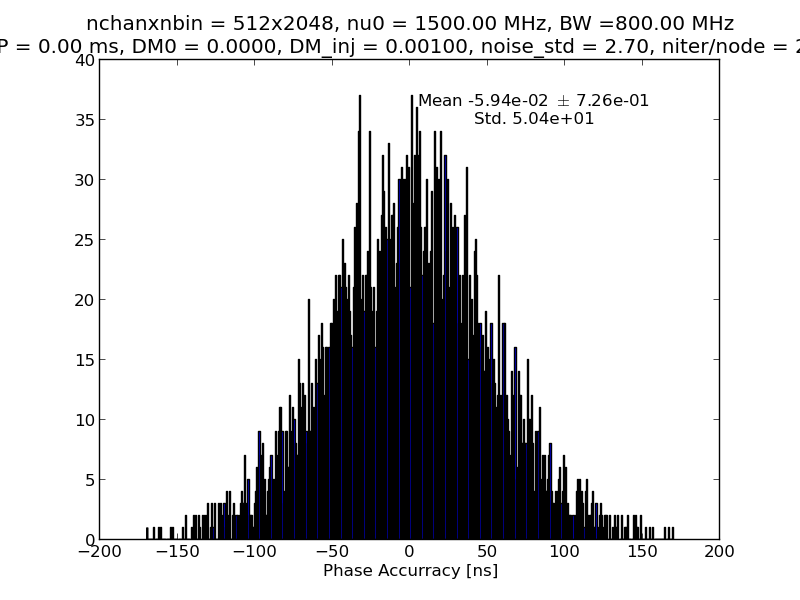 nchanxnbin = 512x2048, nu0 = 1500.00 MHz, BW =800.00 MHz
P = 0.00 ms, DM0 = 0.0000, DM_inj = 0.00100, noise_std = 2.70, niter/node = 2
40
35
30
25
20
15
10
5
0
Mean -5.94e-02 ± 7.26e-01
Std. 5.04e+01
−200 −150 −100 −50 0 50 100 150 200
Phase Accurracy [ns]